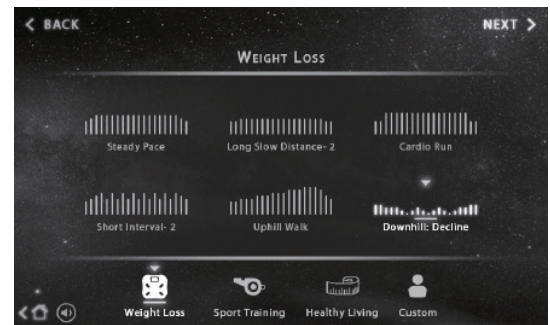 < BACK NEXT >
WEIGHT LOSS
Steady Pace Long Slow Distance- 2 Cardio Run
Short Interval- 2 Uphill Walk Downhill: Decline
Weight Loss Sport Training Healthy Living Custom